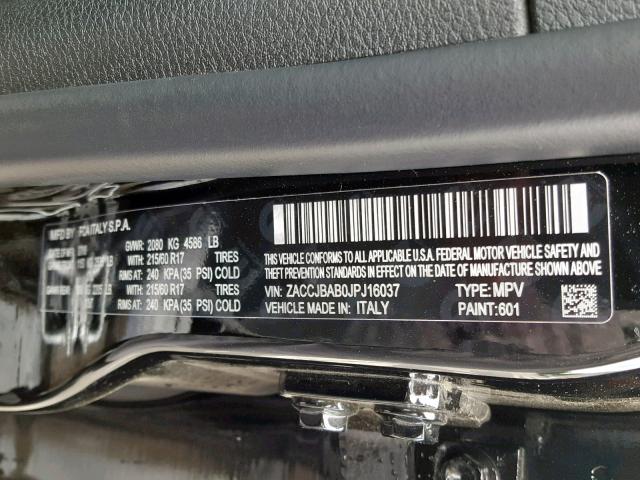 MFD BY FCA ITALY S.P.A.
GVWR: 2080 KG 4586 LB
WITH: 215/60 R17 TIRES
RIMS AT: 240 KPA (35 PSI) COLD
WITH: 215/60 R17 TIRES
RIMS AT: 240 KPA (35 PSI) COLD
THIS VEHICLE CONFORMS TO ALL APPLICABLE U.S.A. FEDERAL MOTOR VEHICLE SAFETY AND
THEFT PREVENTION STANDARDS IN EFFECT ON THE DATE OF MANUFACTURE SHOWN ABOVE.
VIN: ZACCJBAB0JPJ16037 TYPE: MPV
VEHICLE MADE IN: ITALY PAINT: 601